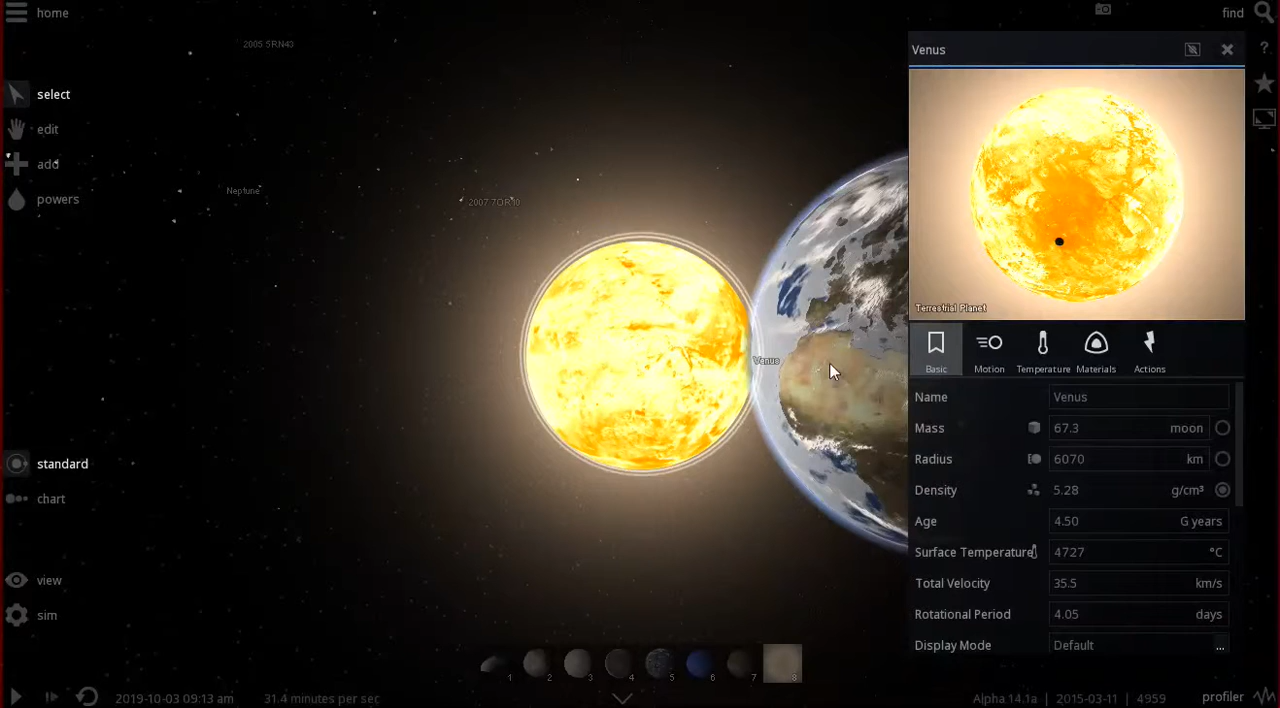 home
find
2005 5RN43
Venus
?
select
edit
add
powers
Neptune
2007 7OR10
Terrestrial Planet
Venus
Basic
Motion
Temperature
Materials
Actions
Name Venus
Mass 67.3 moon
Radius 6070 km
standard
Density 5.28 g/cm³
chart
Age 4.50 G years
Surface Temperature 4727 °C
view
Total Velocity 35.5 km/s
sim
Rotational Period 4.05 days
Display Mode Default ...
1 2 3 4 5 6 7 8
2019-10-03 09:13 am 31.4 minutes per sec
Alpha 14.1a | 2015-03-11 | 4959 profiler